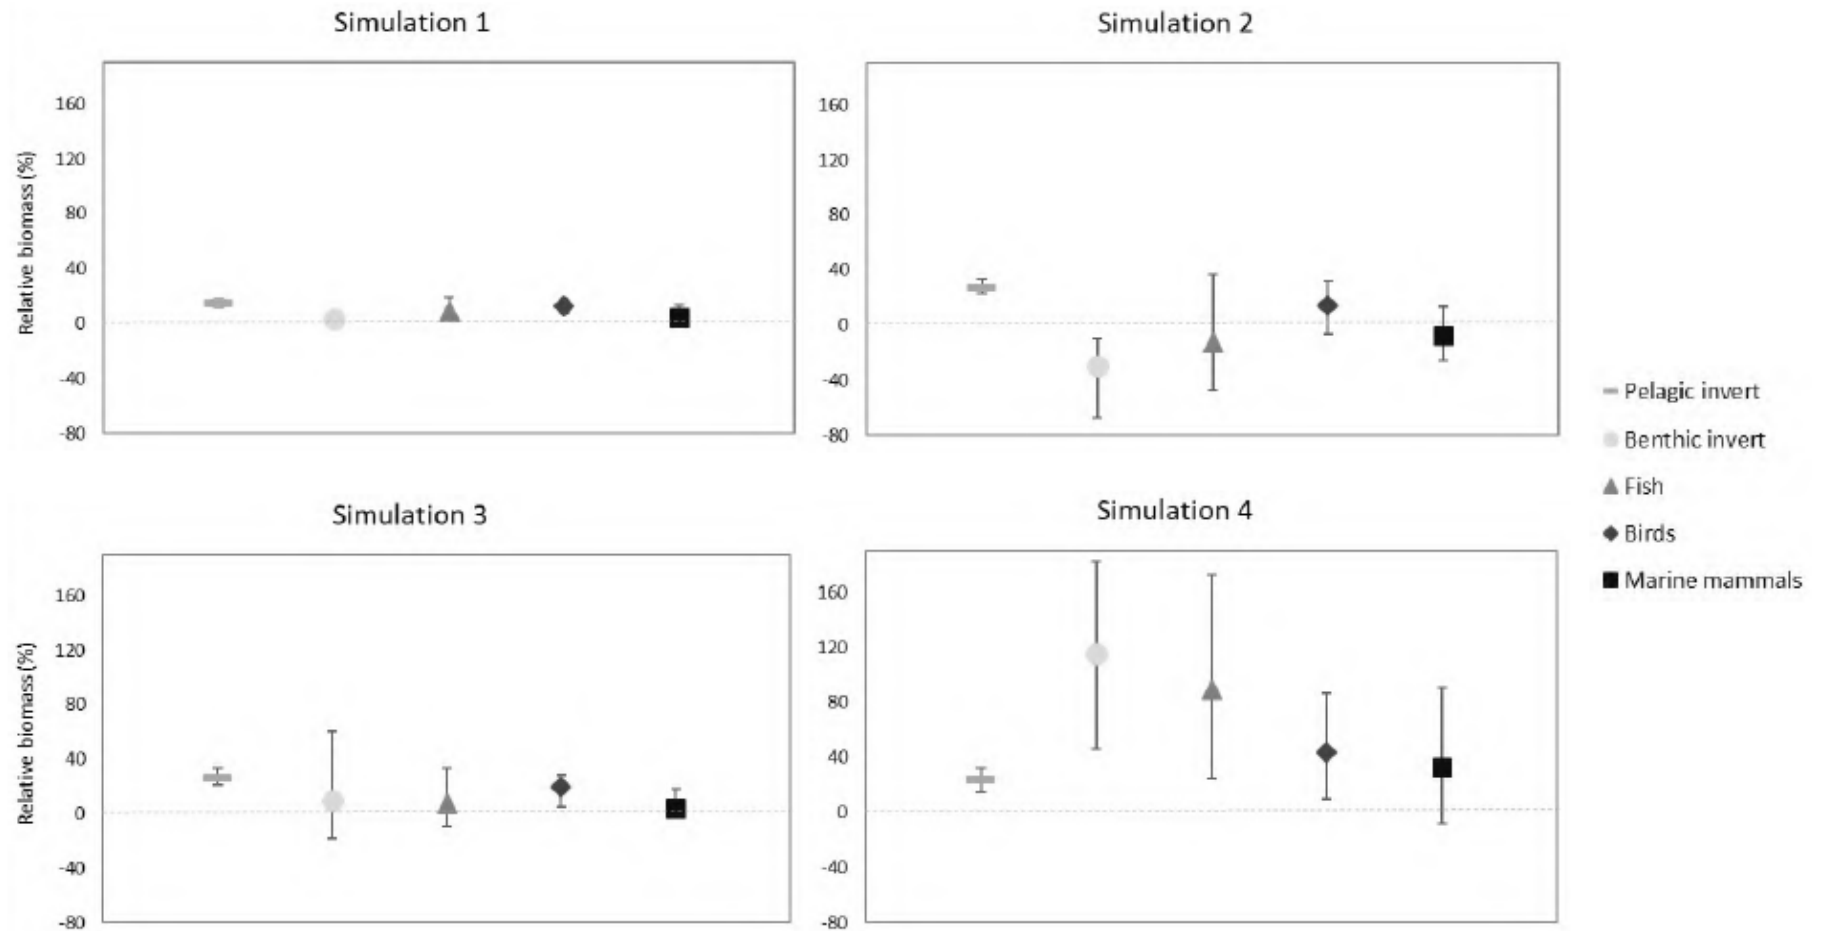 Simulation 1
Simulation 2
Relative biomass (%)
160
120
80
40
0
-40
-80
160
120
80
40
0
-40
-80
Pelagic invert
Benthic invert
Fish
Birds
Marine mammals
Simulation 3
Simulation 4
Relative biomass (%)
160
120
80
40
0
-40
-80
160
120
80
40
0
-40
-80